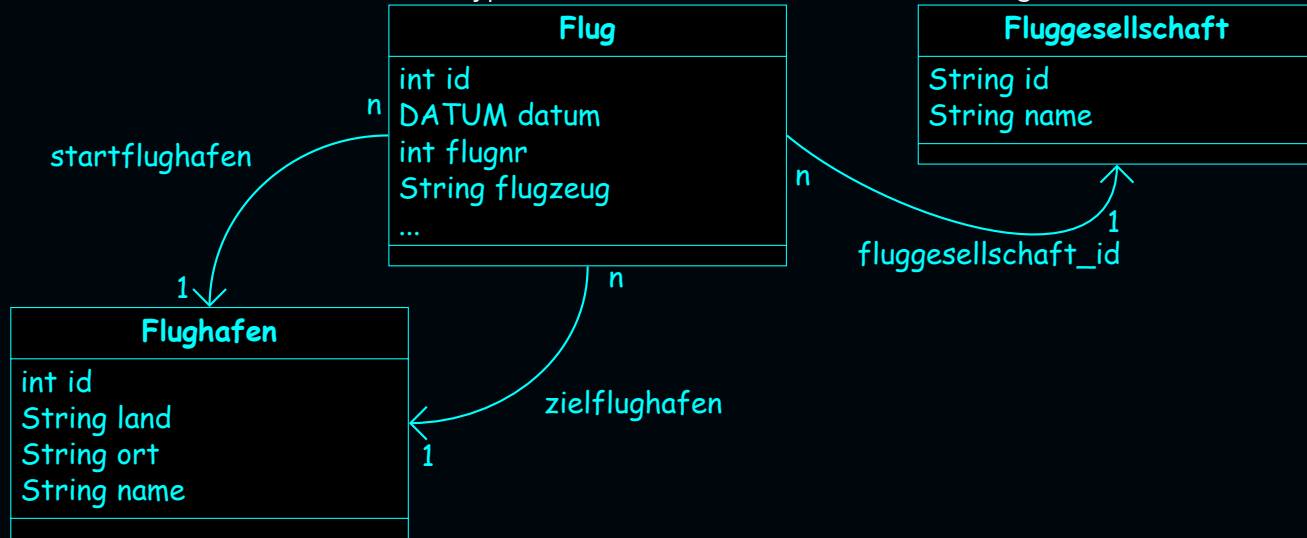 Flug
int id
DATUM datum
int flugnr
String flugzeug
...
Fluggesellschaft
String id
String name
n
startflughafen
1
n
fluggesellschaft_id
1
n
zielflughafen
1
Flughafen
int id
String land
String ort
String name